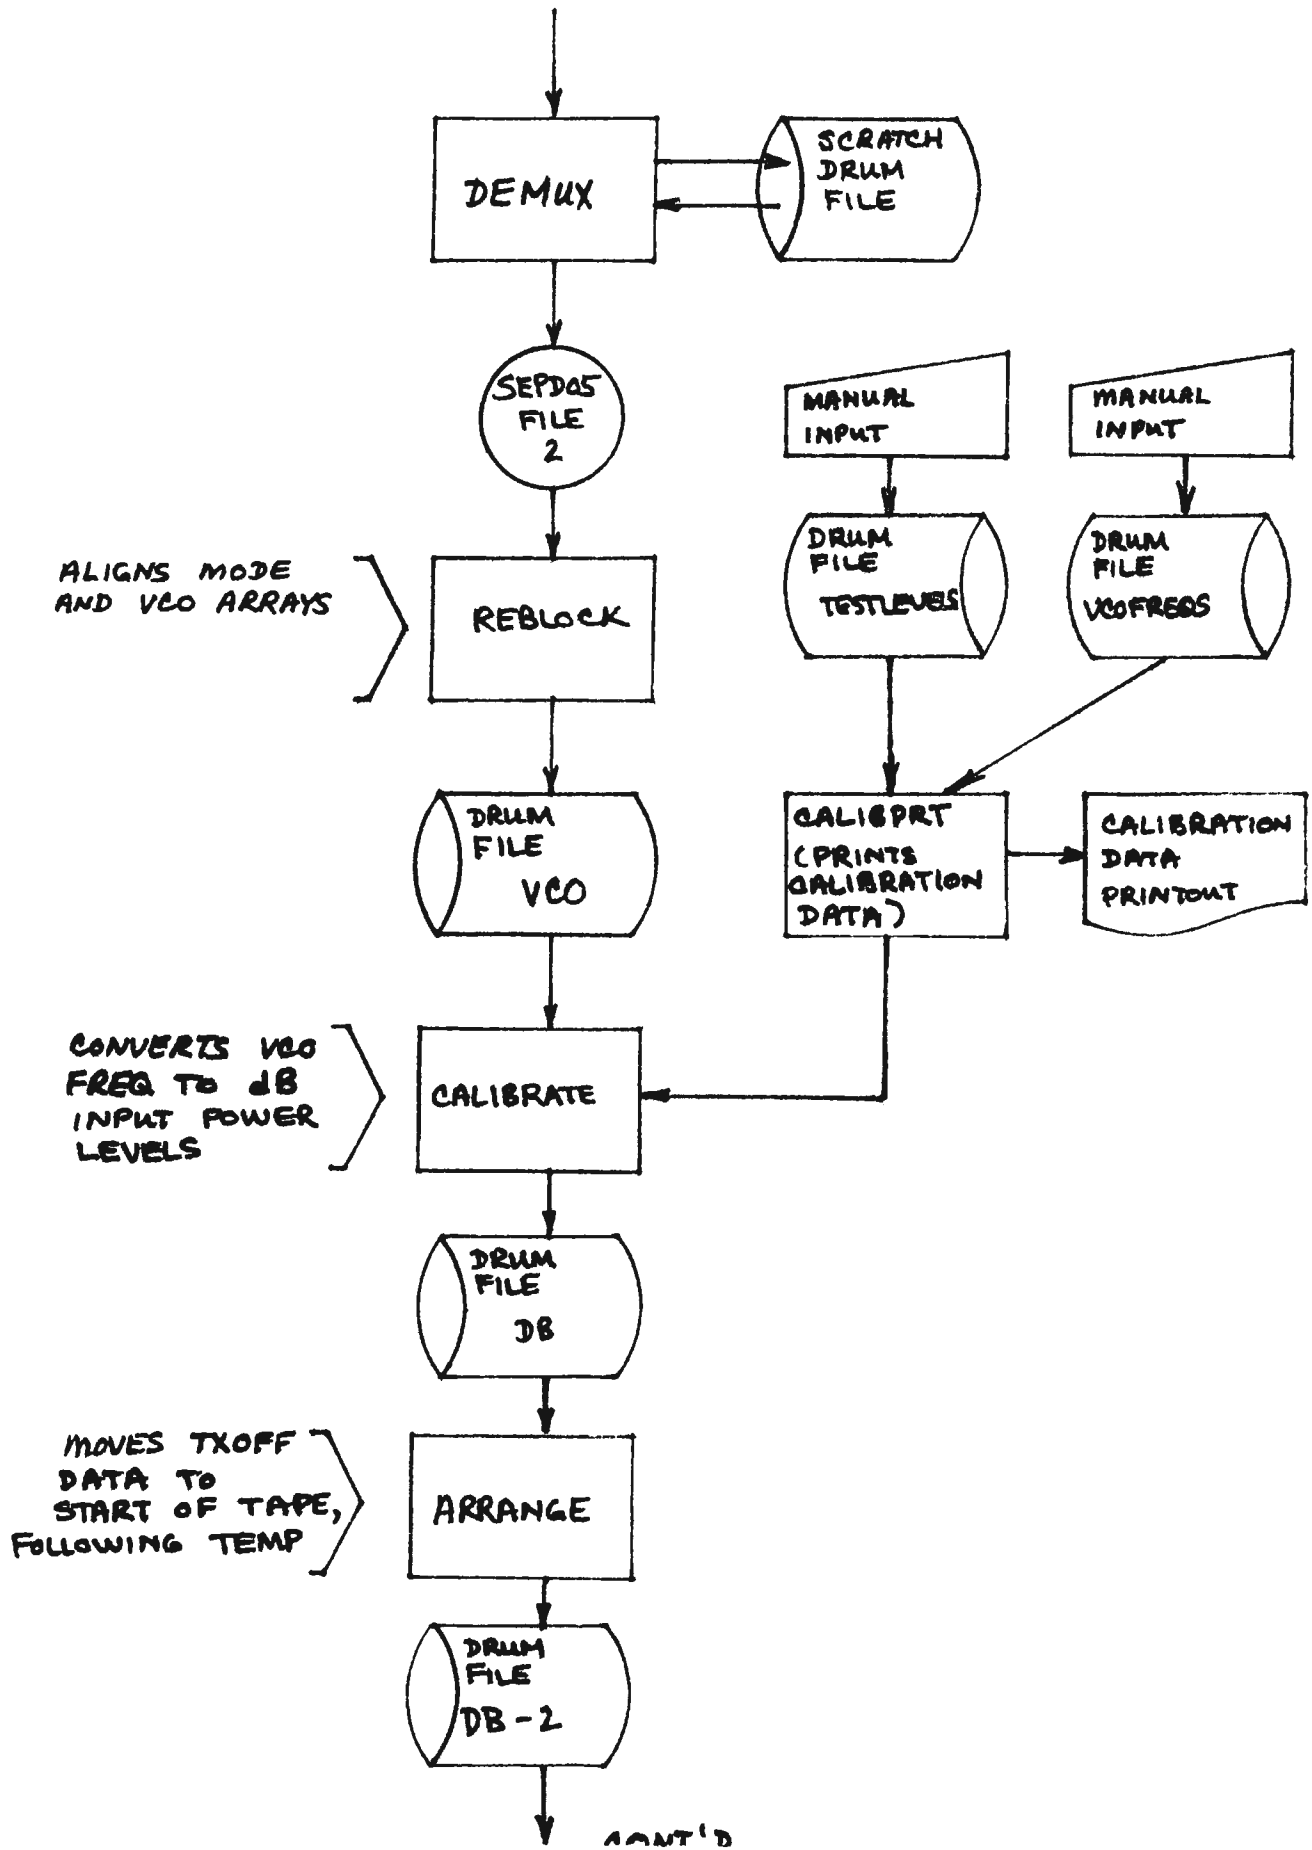 DEMUX
SCRATCH
DRUM
FILE
SEPD05
FILE
2
MANUAL
INPUT
MANUAL
INPUT
DRUM
FILE
TESTLEVELS
DRUM
FILE
VCOFREQS
ALIGNS MODE
AND VCO ARRAYS
REBLOCK
DRUM
FILE
VCO
CALIBPRT
(PRINTS
CALIBRATION
DATA)
CALIBRATION
DATA
PRINTOUT
CONVERTS VCO
FREQ TO dB
INPUT POWER
LEVELS
CALIBRATE
DRUM
FILE
DB
MOVES TXOFF
DATA TO
START OF TAPE,
FOLLOWING TEMP
ARRANGE
DRUM
FILE
DB-2
CONT'D